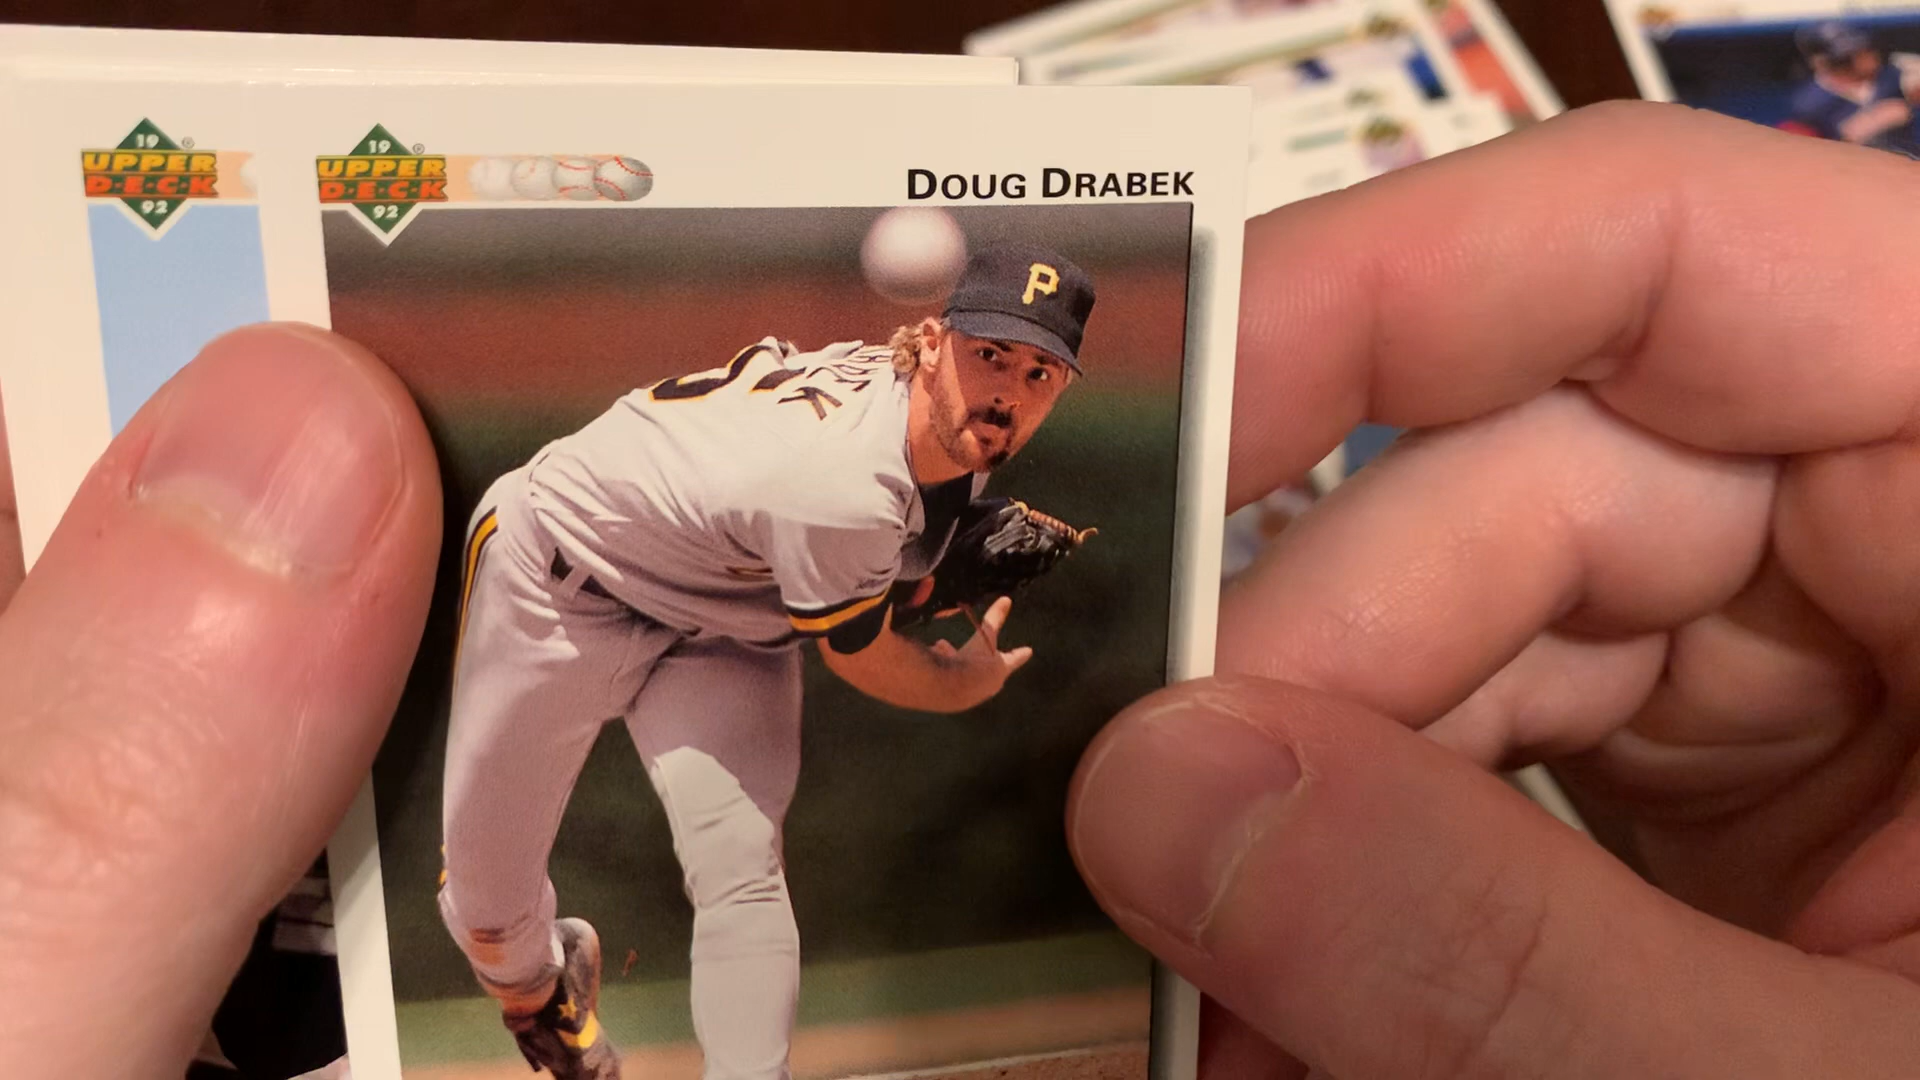 19
UPPER
D·E·C·K
92
19
UPPER
D·E·C·K
92
DOUG DRABEK
P